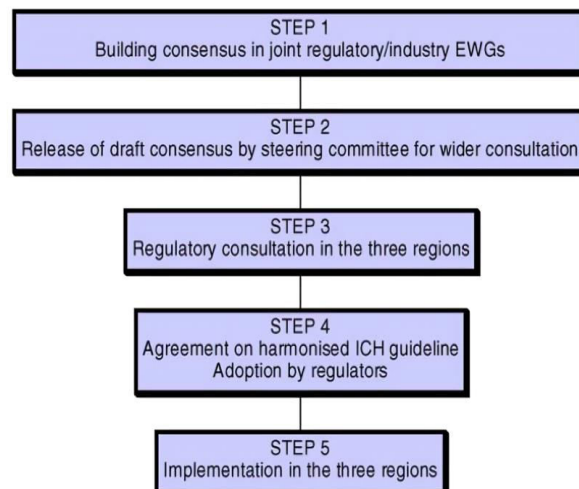 STEP 1
Building consensus in joint regulatory/industry EWGs
STEP 2
Release of draft consensus by steering committee for wider consultation
STEP 3
Regulatory consultation in the three regions
STEP 4
Agreement on harmonised ICH guideline
Adoption by regulators
STEP 5
Implementation in the three regions